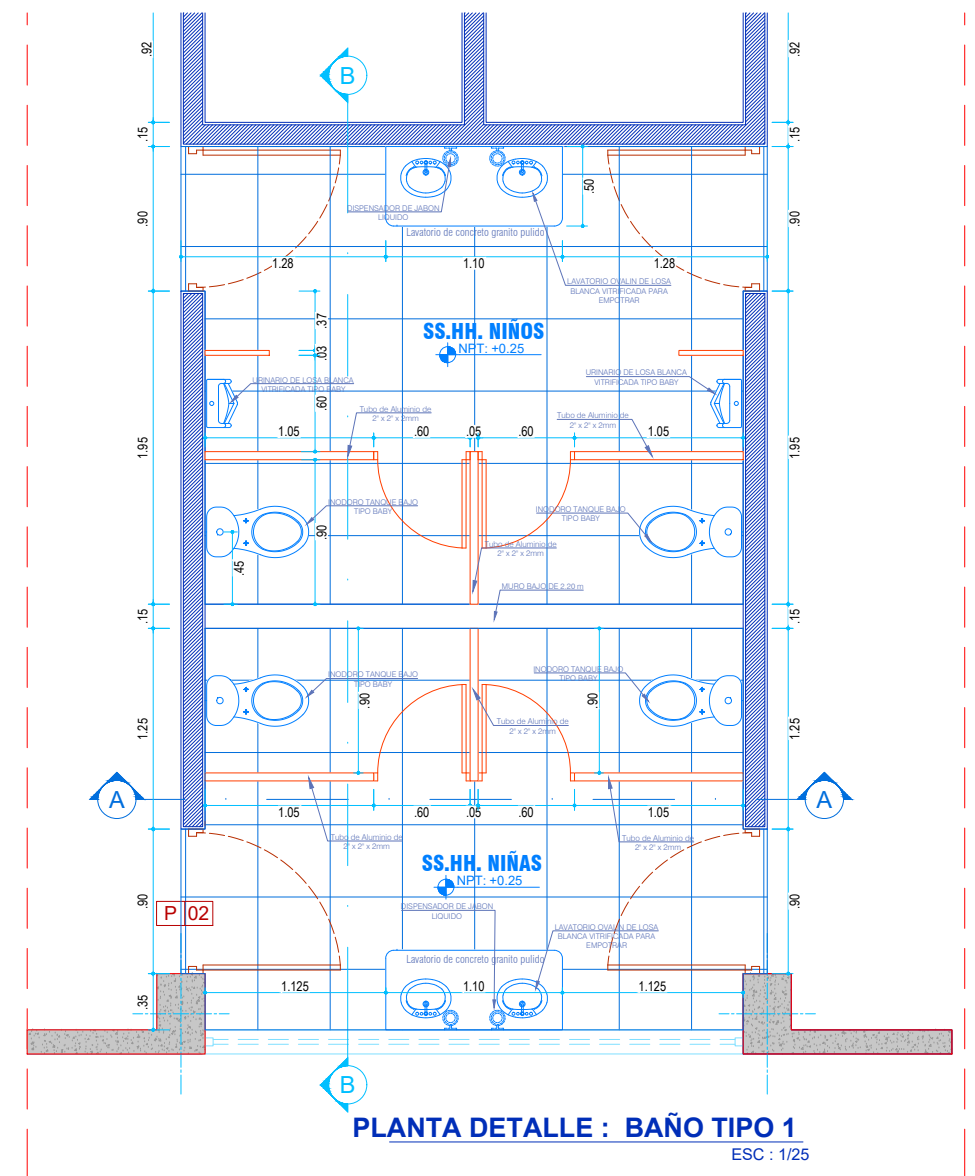 .92
.92
B
.15
.15
DISPENSADOR DE JABON
LIQUIDO
.50
.90
.90
Lavatorio de concreto granito pulido
1.28
1.10
1.28
LAVATORIO OVALIN DE LOSA
BLANCA VITRIFICADA PARA
EMPOTRAR
.37
SS.HH. NIÑOS
NPT: +0.25
.03
URINARIO DE LOSA BLANCA
VITRIFICADA TIPO BABY
URINARIO DE LOSA BLANCA
VITRIFICADA TIPO BABY
.60
Tubo de Aluminio de
2" x 2" x 2mm
Tubo de Aluminio de
2" x 2" x 2mm
1.05
.60
.05
.60
1.05
1.95
1.95
INODORO TANQUE BAJO
TIPO BABY
INODORO TANQUE BAJO
TIPO BABY
.90
Tubo de Aluminio de
2" x 2" x 2mm
.45
MURO BAJO DE 2.20 m
.15
.15
INODORO TANQUE BAJO
TIPO BABY
INODORO TANQUE BAJO
TIPO BABY
.90
.90
Tubo de Aluminio de
2" x 2" x 2mm
1.25
1.25
A
A
1.05
.60
.05
.60
1.05
Tubo de Aluminio de
2" x 2" x 2mm
Tubo de Aluminio de
2" x 2" x 2mm
SS.HH. NIÑAS
NPT: +0.25
.90
.90
P 02
DISPENSADOR DE JABON
LIQUIDO
LAVATORIO OVALIN DE LOSA
BLANCA VITRIFICADA PARA
EMPOTRAR
Lavatorio de concreto granito pulido
1.125
1.10
1.125
.35
B
PLANTA DETALLE : BAÑO TIPO 1
ESC : 1/25